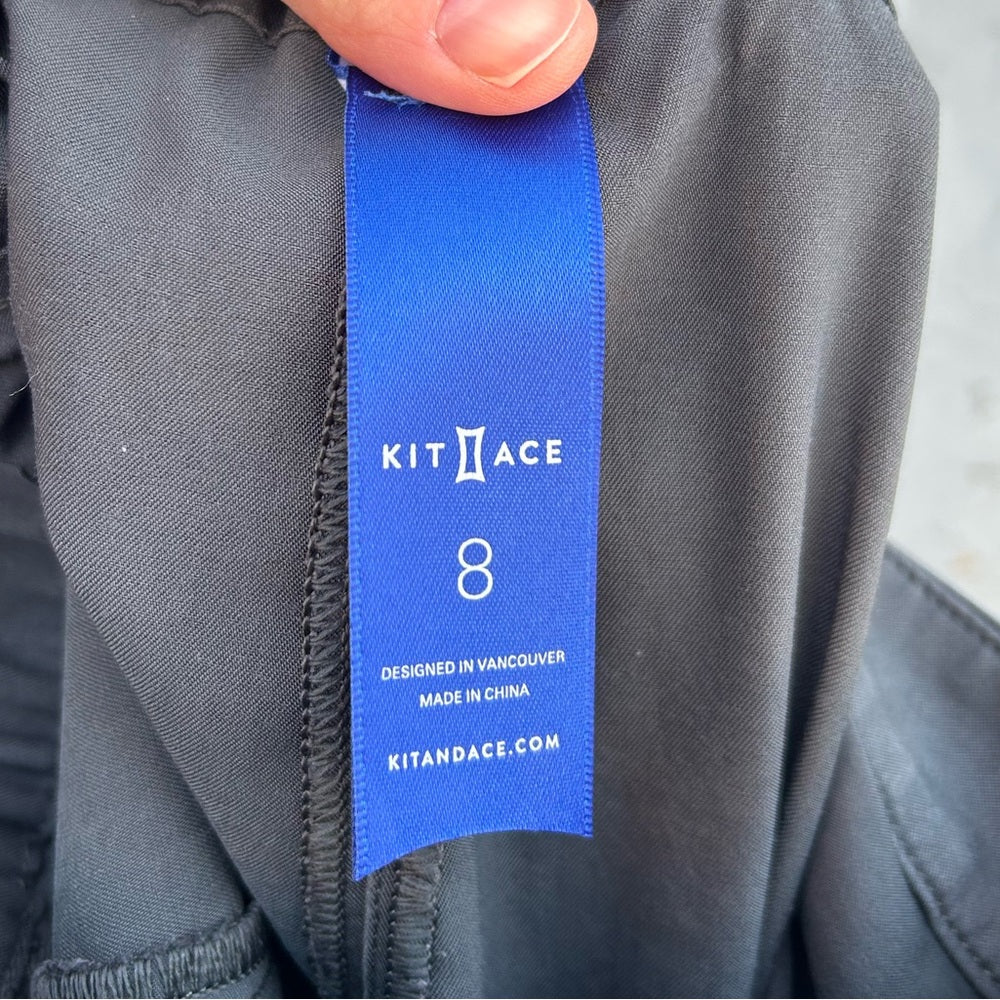 KIT ACE
8
DESIGNED IN VANCOUVER
MADE IN CHINA
KITANDACE.COM